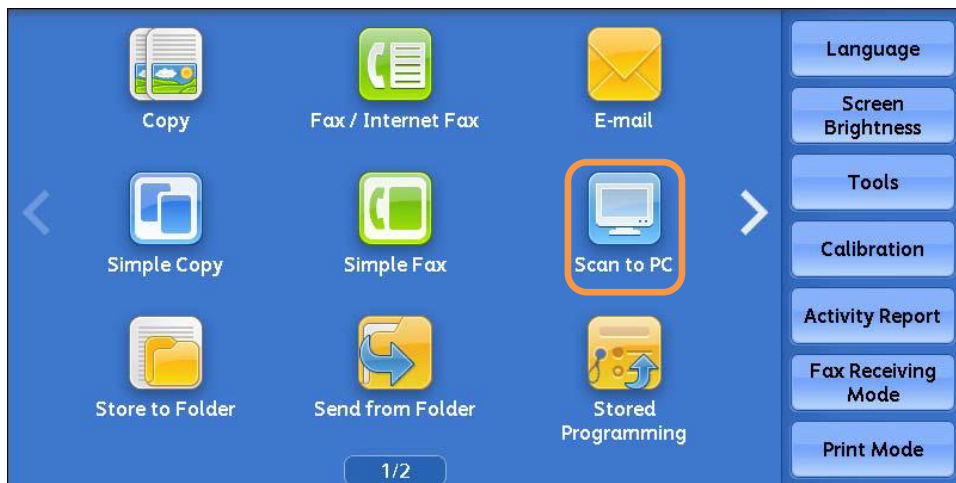 Copy
Fax / Internet Fax
E-mail
Simple Copy
Simple Fax
Scan to PC
Store to Folder
Send from Folder
Stored
Programming
1/2
Language
Screen
Brightness
Tools
Calibration
Activity Report
Fax Receiving
Mode
Print Mode